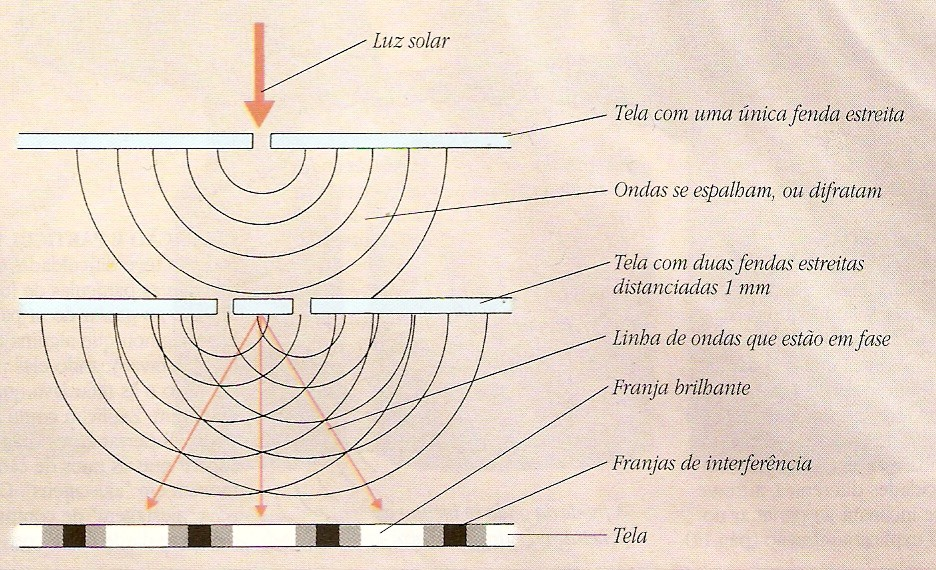 Luz solar
Tela com uma única fenda estreita
Ondas se espalham, ou difratam
Tela com duas fendas estreitas
distanciadas 1 mm
Linha de ondas que estão em fase
Franja brilhante
Franjas de interferência
Tela